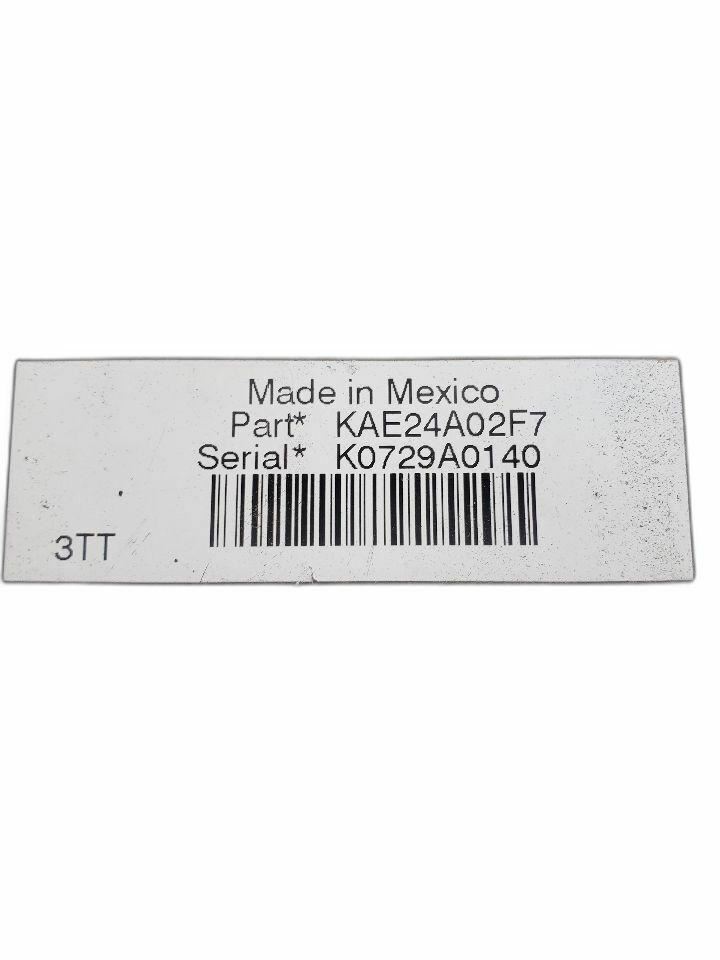 Made in Mexico
Part* KAE24A02F7
Serial* K0729A0140
3TT